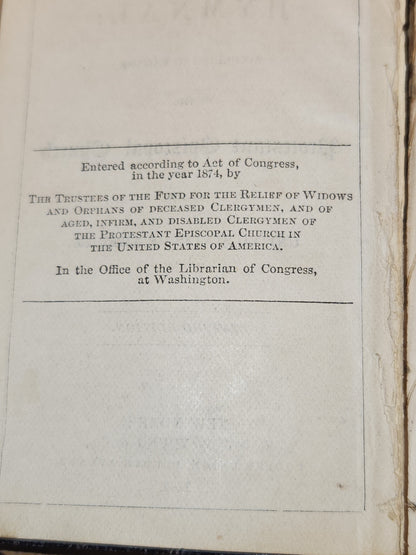 Entered according to Act of Congress,
in the year 1874, by
The Trustees of the Fund for the Relief of Widows
and Orphans of deceased Clergymen, and of
aged, infirm, and disabled Clergymen of
the Protestant Episcopal Church in
the United States of America.
In the Office of the Librarian of Congress,
at Washington.